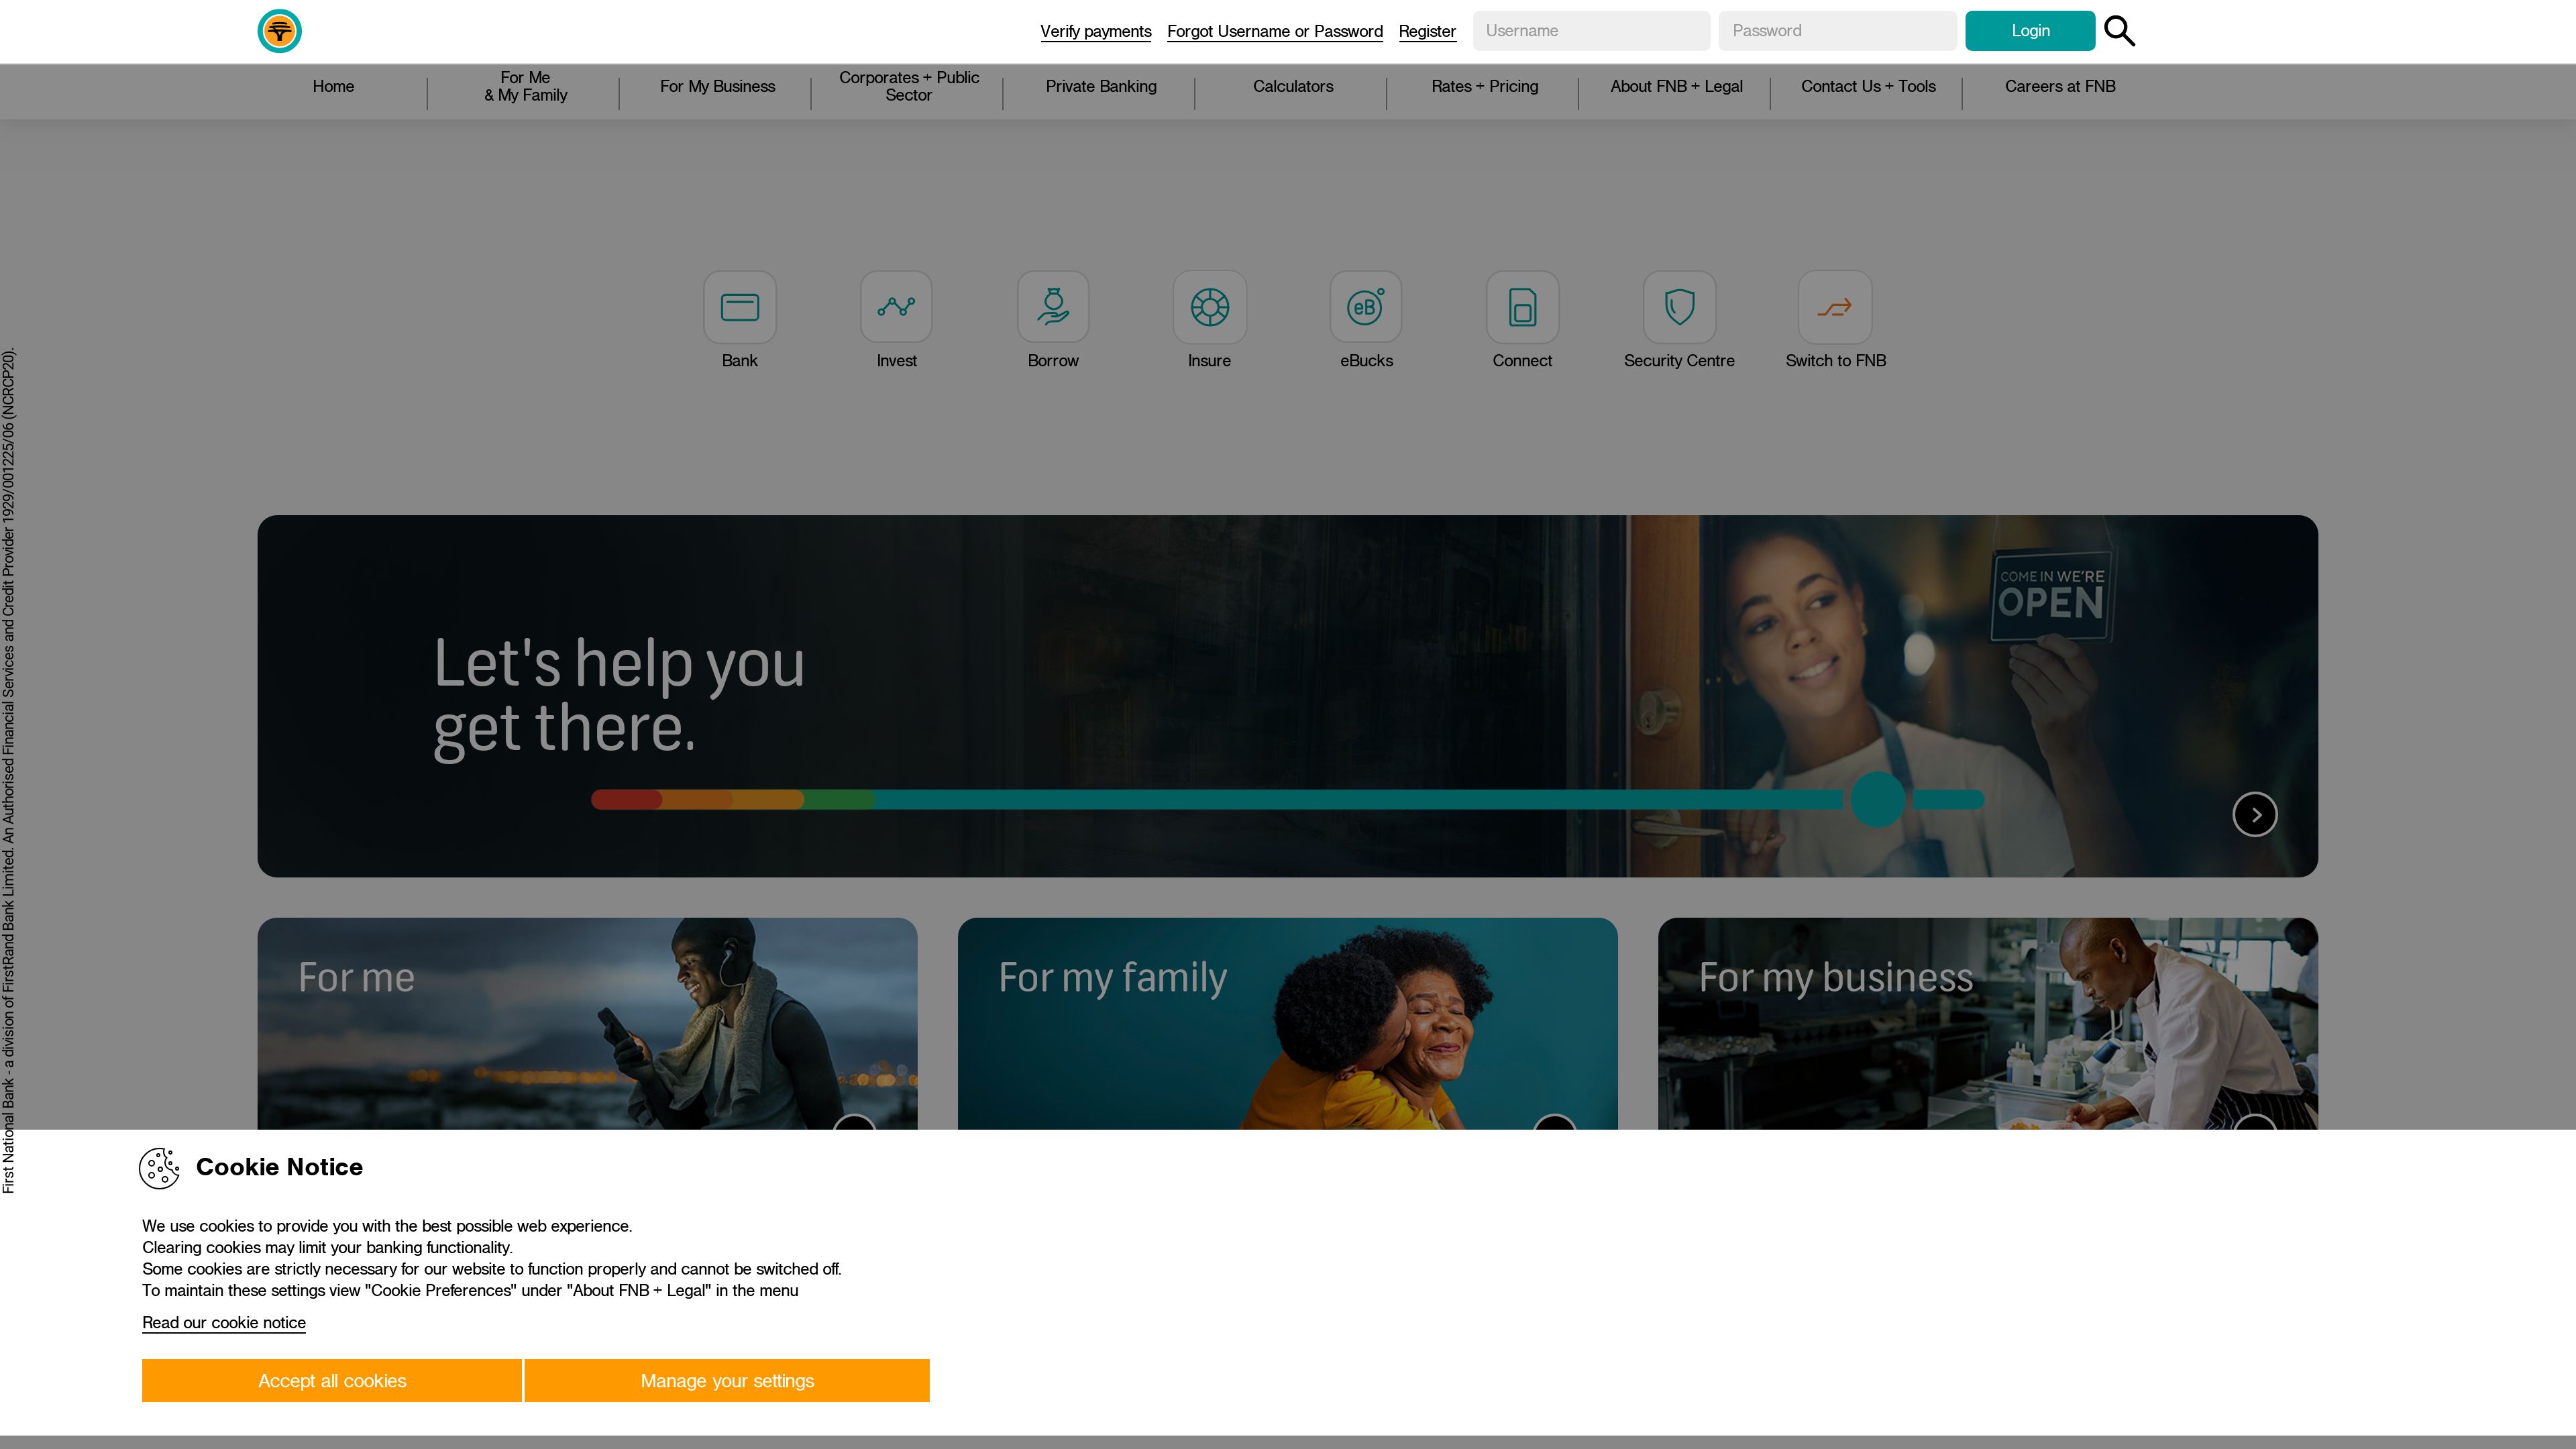 Verify payments
Forgot Username or Password
Register
Username
Password
Login
Home
For Me
& My Family
For My Business
Corporates + Public
Sector
Private Banking
Calculators
Rates + Pricing
About FNB + Legal
Contact Us + Tools
Careers at FNB
Bank
Invest
Borrow
Insure
eB
eBucks
Connect
Security Centre
Switch to FNB
First National Bank - a division of FirstRand Bank Limited. An Authorised Financial Services and Credit Provider 1929/001225/06 (NCRCP20).
Let's help you
get there.
COME IN WE'RE
OPEN
For me
For my family
For my business
Cookie Notice
We use cookies to provide you with the best possible web experience.
Clearing cookies may limit your banking functionality.
Some cookies are strictly necessary for our website to function properly and cannot be switched off.
To maintain these settings view "Cookie Preferences" under "About FNB + Legal" in the menu
Read our cookie notice
Accept all cookies
Manage your settings